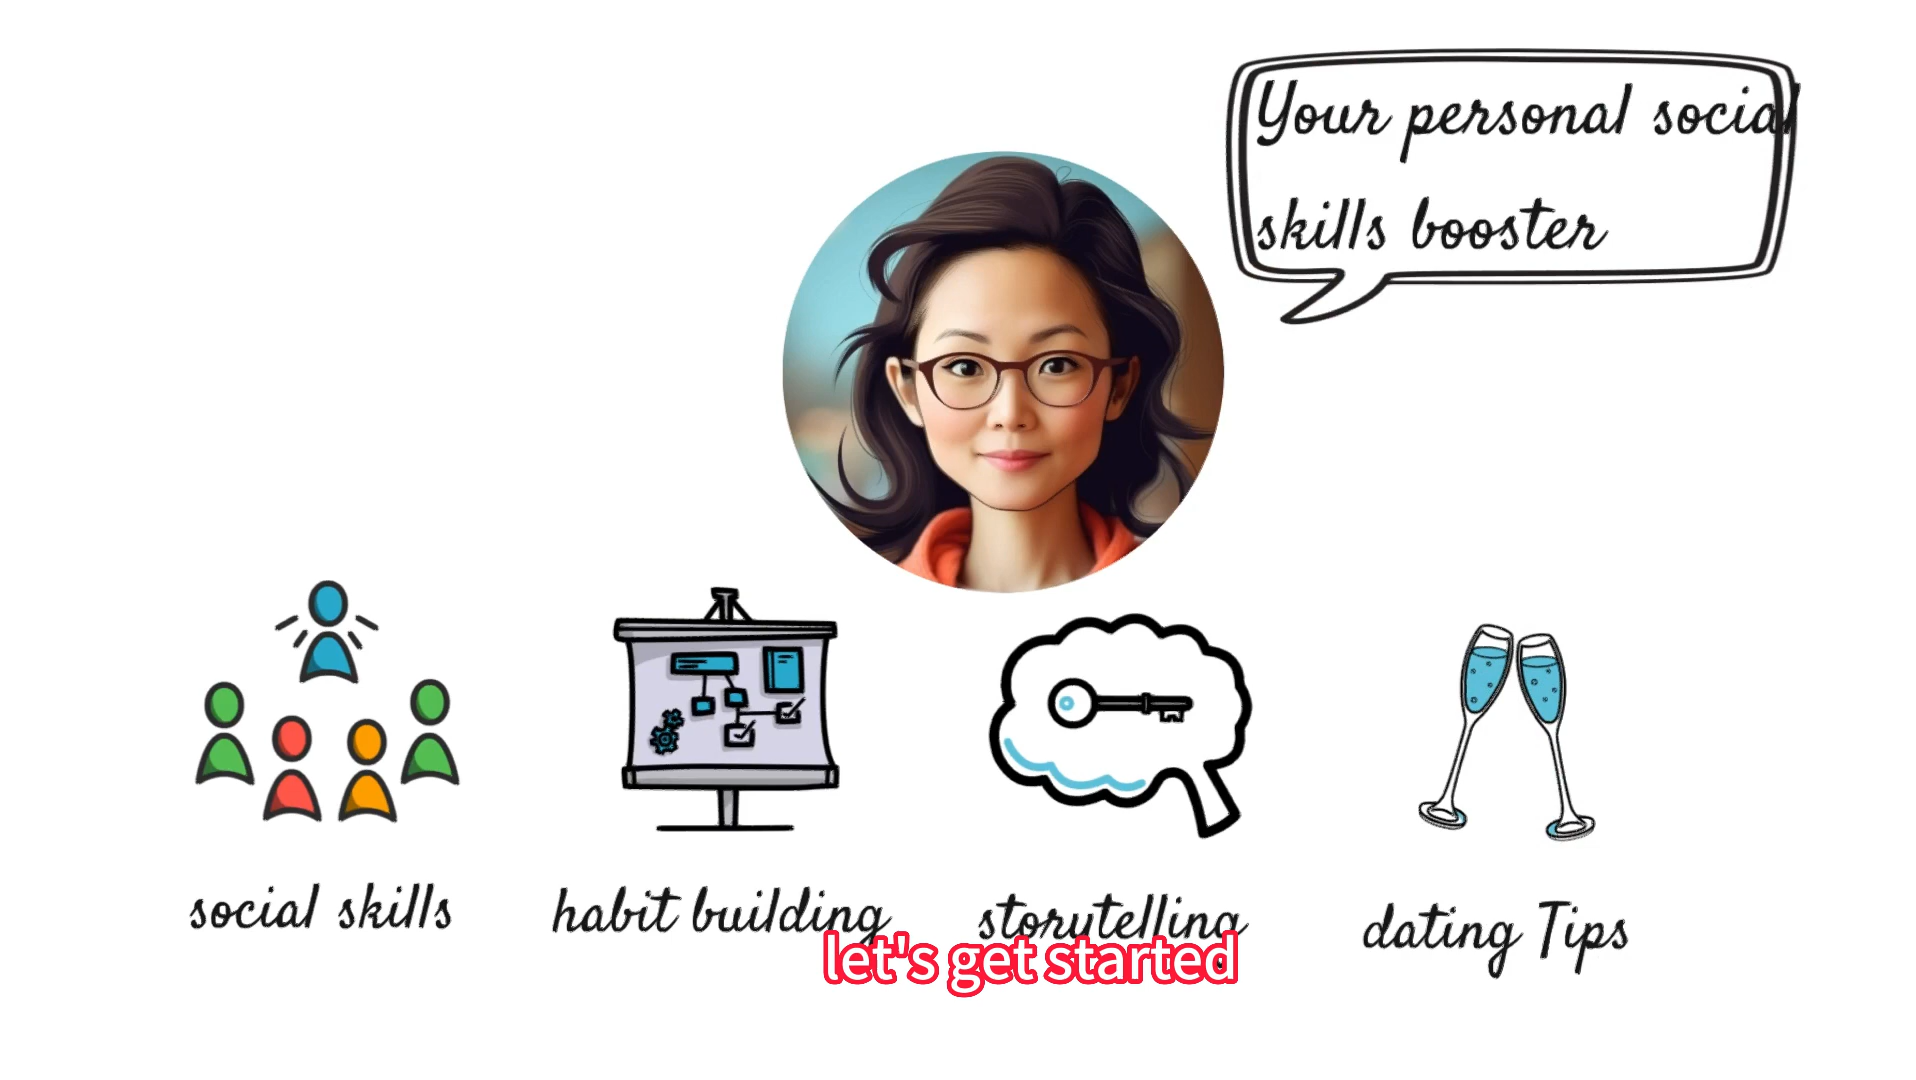 Your personal social
skills booster
social skills
habit building
storytelling
dating Tips
let's get started